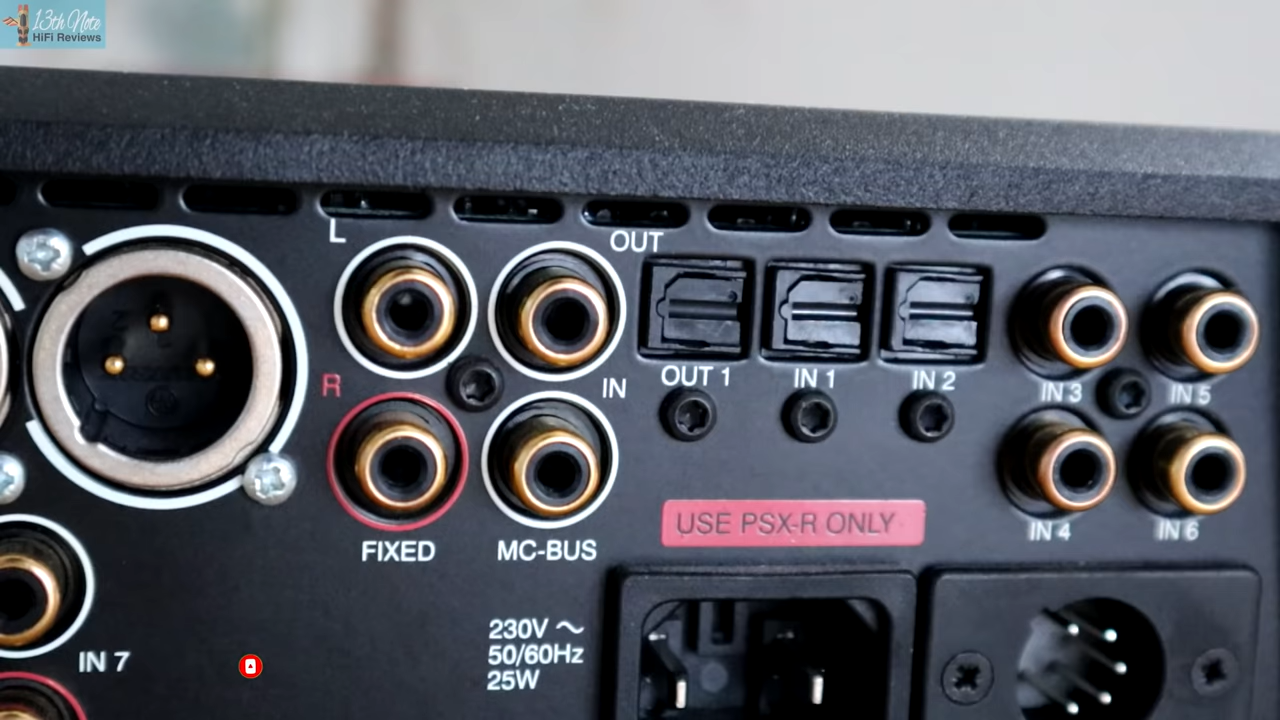 13th Note
HiFi Reviews
L
OUT
R
IN
OUT 1
IN 1
IN 2
IN 3
IN 5
IN 4
IN 6
FIXED
MC-BUS
USE PSX-R ONLY
230V ~
50/60Hz
25W
IN 7